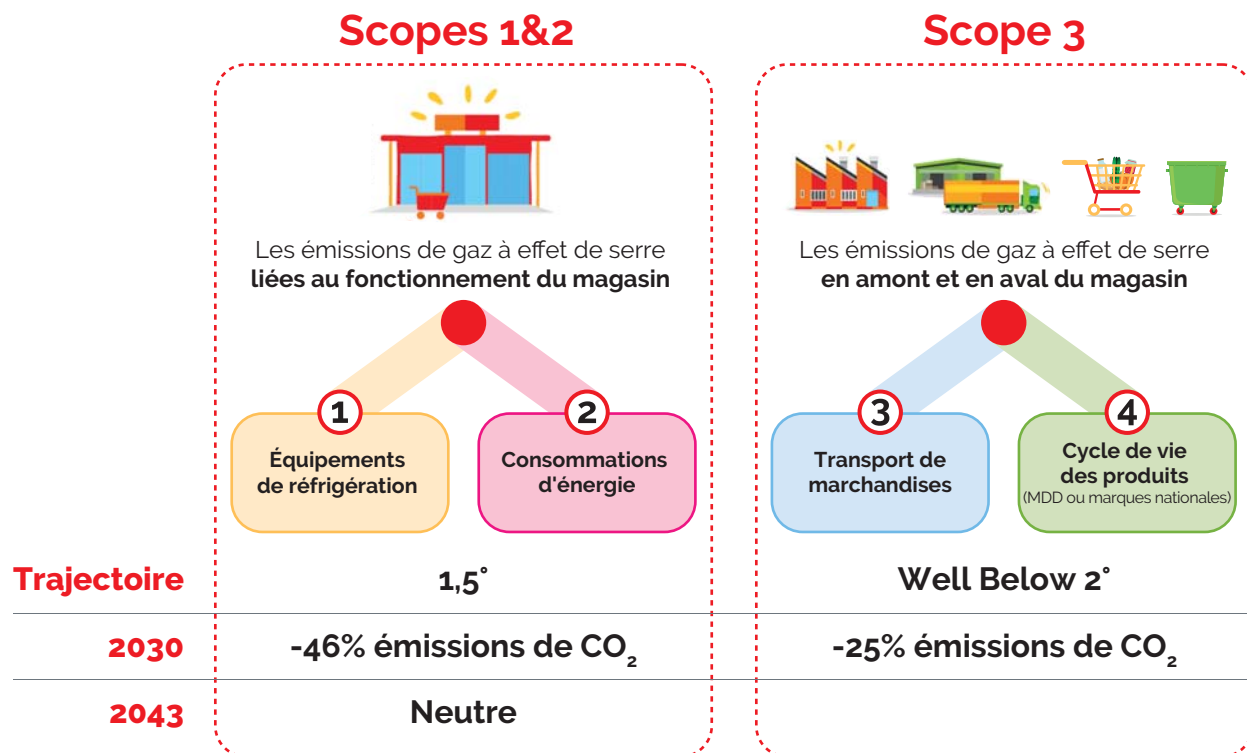 Scopes 1&2
Scope 3
Les émissions de gaz à effet de serre
liées au fonctionnement du magasin
Les émissions de gaz à effet de serre
en amont et en aval du magasin
1
Équipements
de réfrigération
2
Consommations
d'énergie
3
Transport de
marchandises
4
Cycle de vie
des produits
(MDD ou marques nationales)
Trajectoire
1,5°
Well Below 2°
2030
-46% émissions de CO₂
-25% émissions de CO₂
2043
Neutre